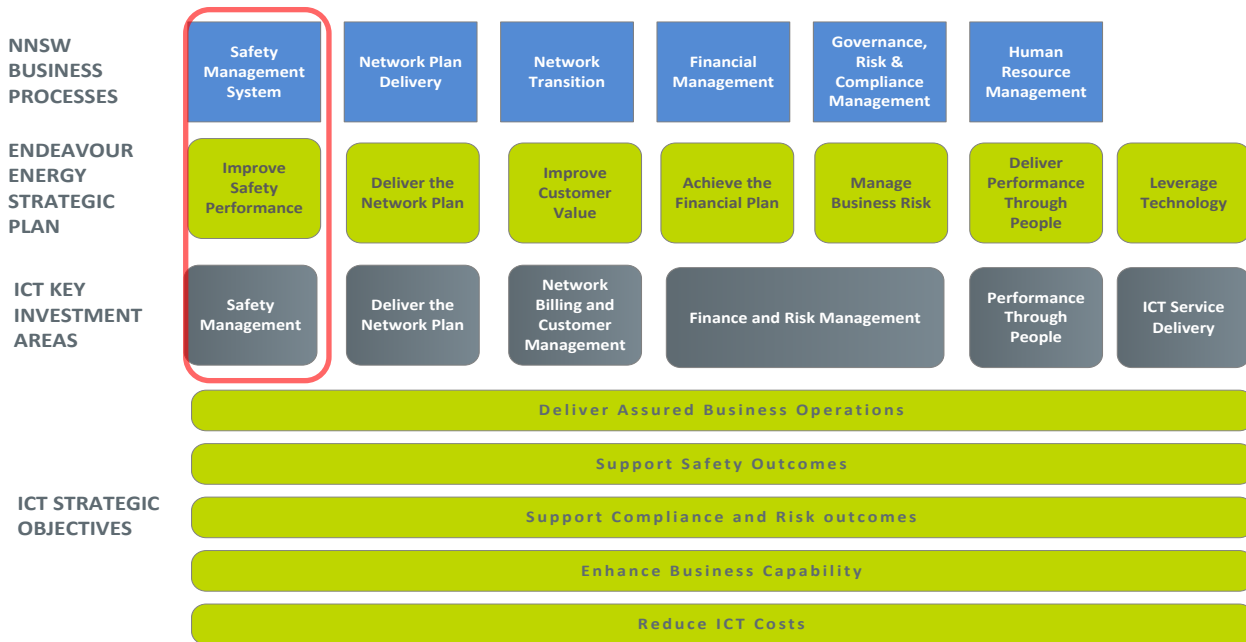 NNSW
BUSINESS
PROCESSES
Safety
Management
System
Network Plan
Delivery
Network
Transition
Financial
Management
Governance,
Risk &
Compliance
Management
Human
Resource
Management
ENDEAVOUR
ENERGY
STRATEGIC
PLAN
Improve
Safety
Performance
Deliver the
Network Plan
Improve
Customer
Value
Achieve the
Financial Plan
Manage
Business Risk
Deliver
Performance
Through
People
Leverage
Technology
ICT KEY
INVESTMENT
AREAS
Safety
Management
Deliver the
Network Plan
Network
Billing and
Customer
Management
Finance and Risk Management
Performance
Through
People
ICT Service
Delivery
ICT STRATEGIC
OBJECTIVES
Deliver Assured Business Operations
Support Safety Outcomes
Support Compliance and Risk outcomes
Enhance Business Capability
Reduce ICT Costs